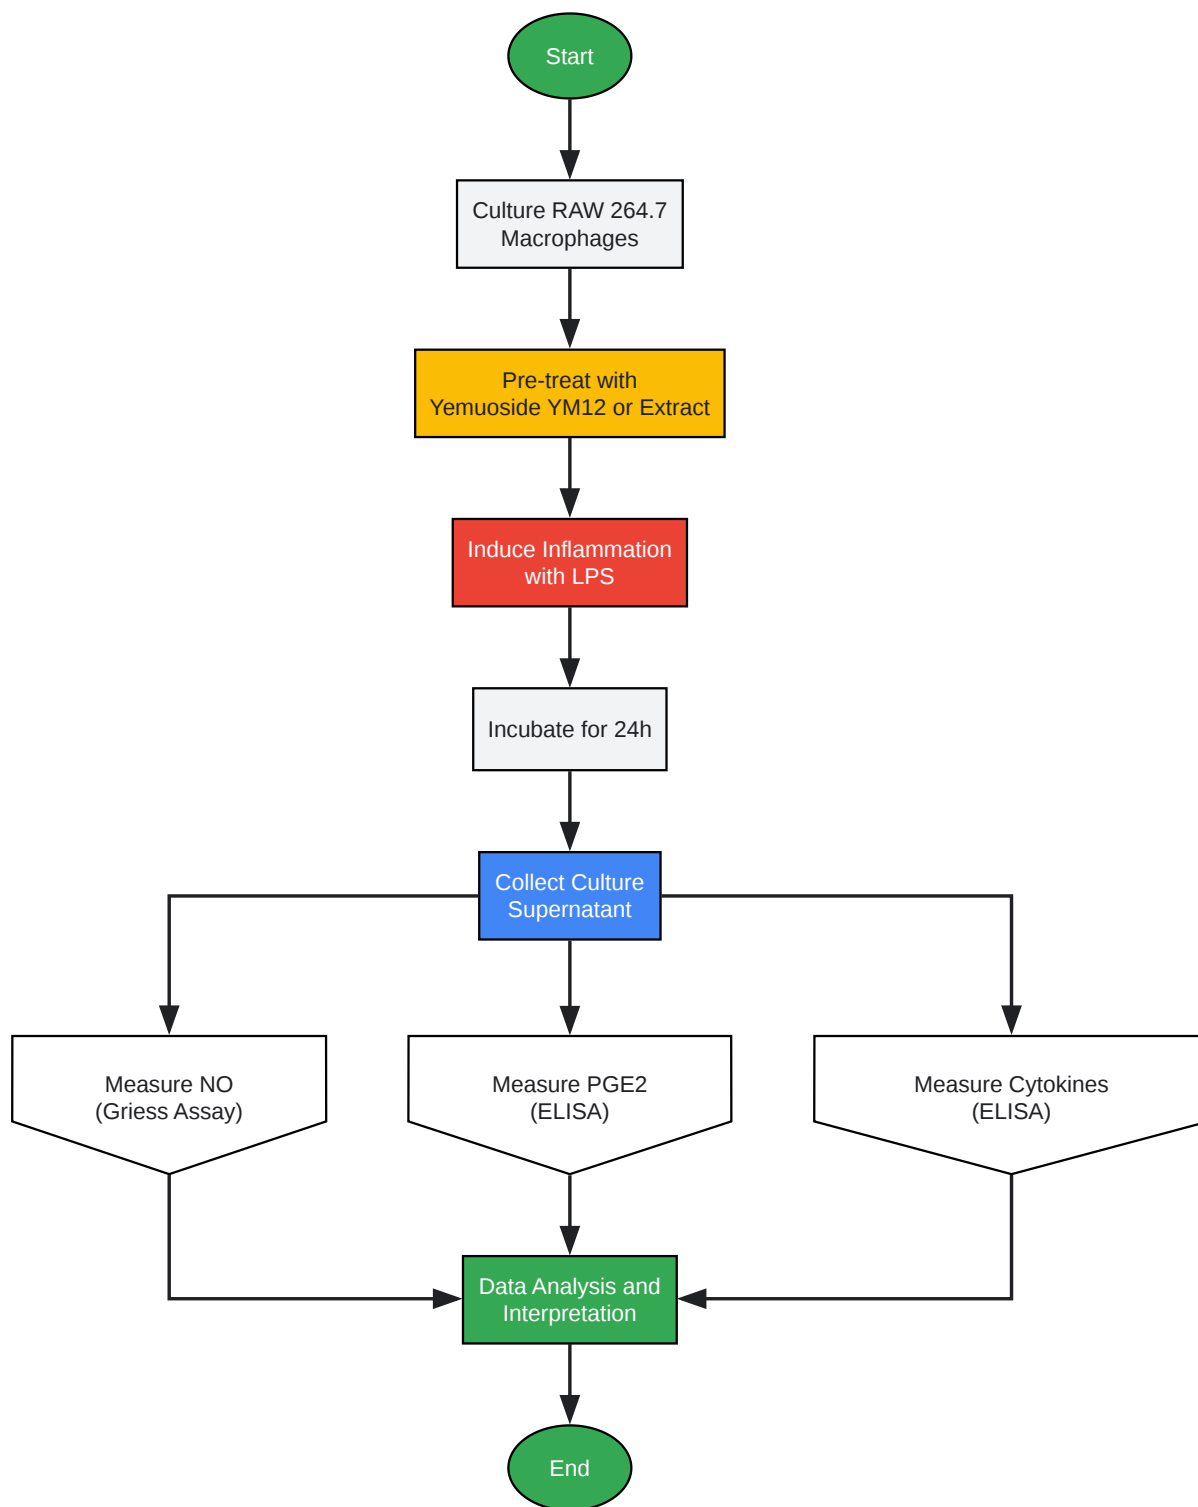 Start
Culture RAW 264.7
Macrophages
Pre-treat with
Yemuoside YM12 or Extract
Induce Inflammation
with LPS
Incubate for 24h
Collect Culture
Supernatant
Measure NO
(Griess Assay)
Measure PGE2
(ELISA)
Measure Cytokines
(ELISA)
Data Analysis and
Interpretation
End